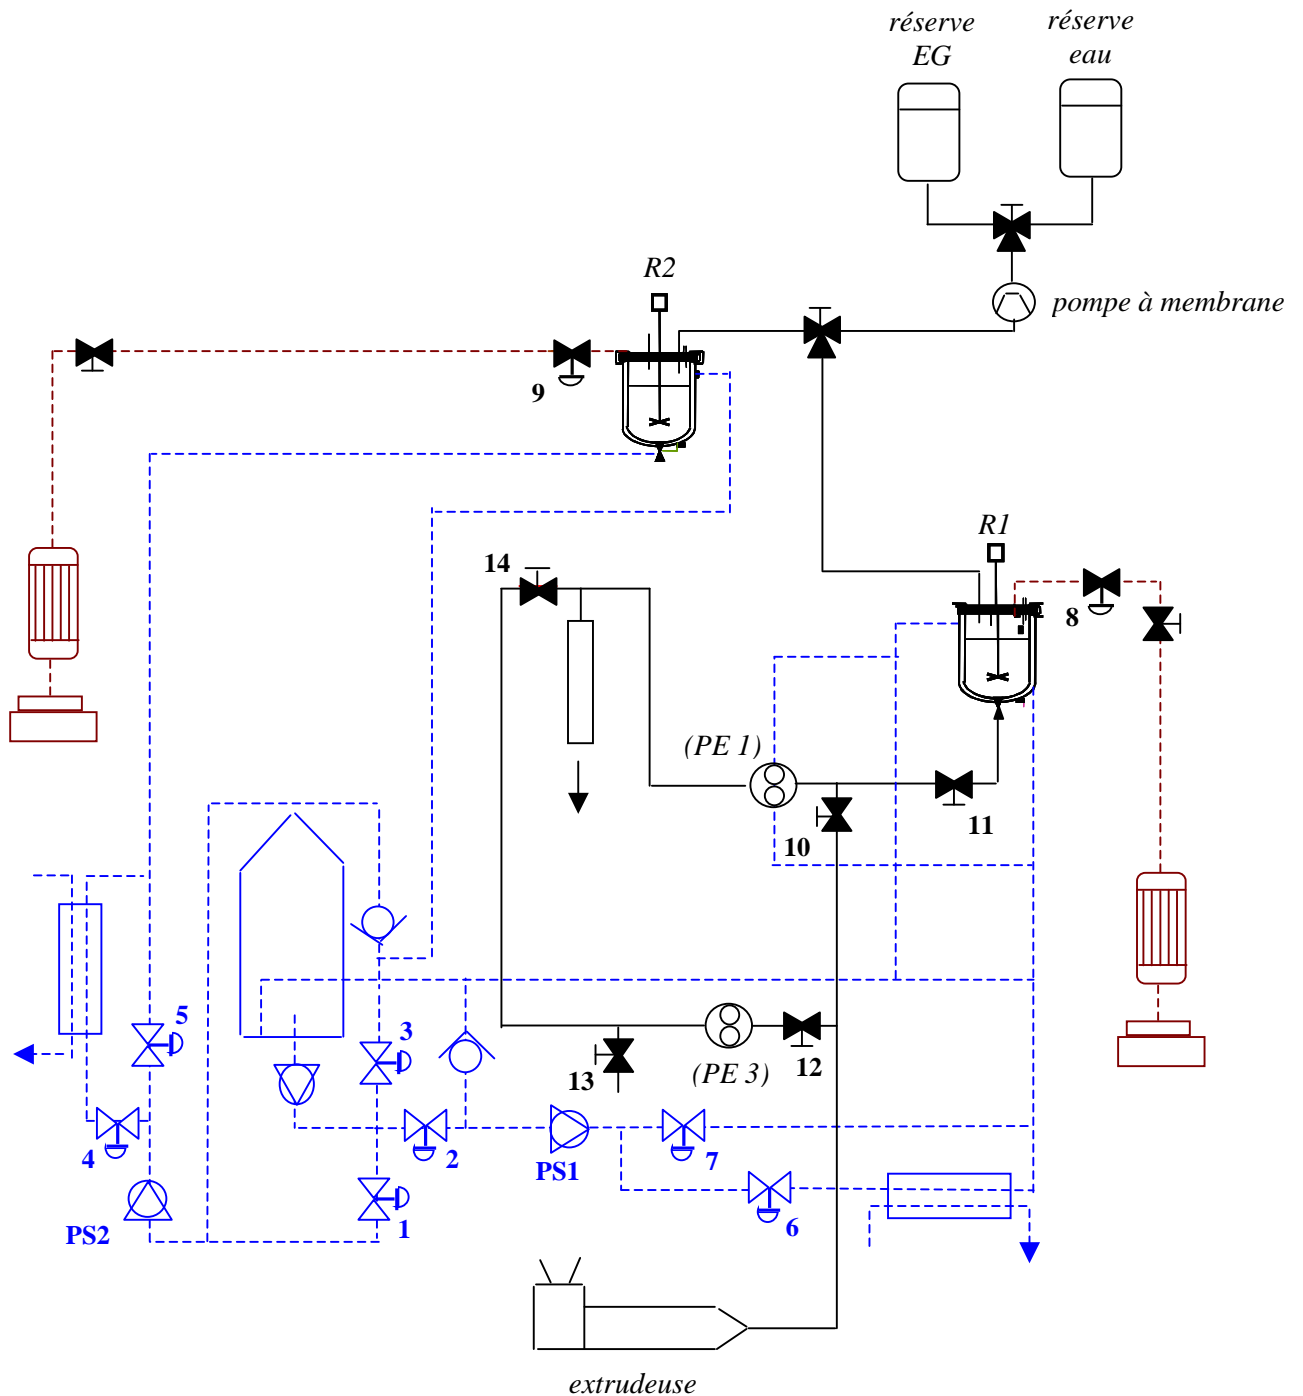 réserve
EG
réserve
eau
R2
pompe à membrane
9
R1
14
8
(PE 1)
11
10
5
3
(PE 3)
12
13
4
2
PS1
7
PS2
1
6
extrudeuse